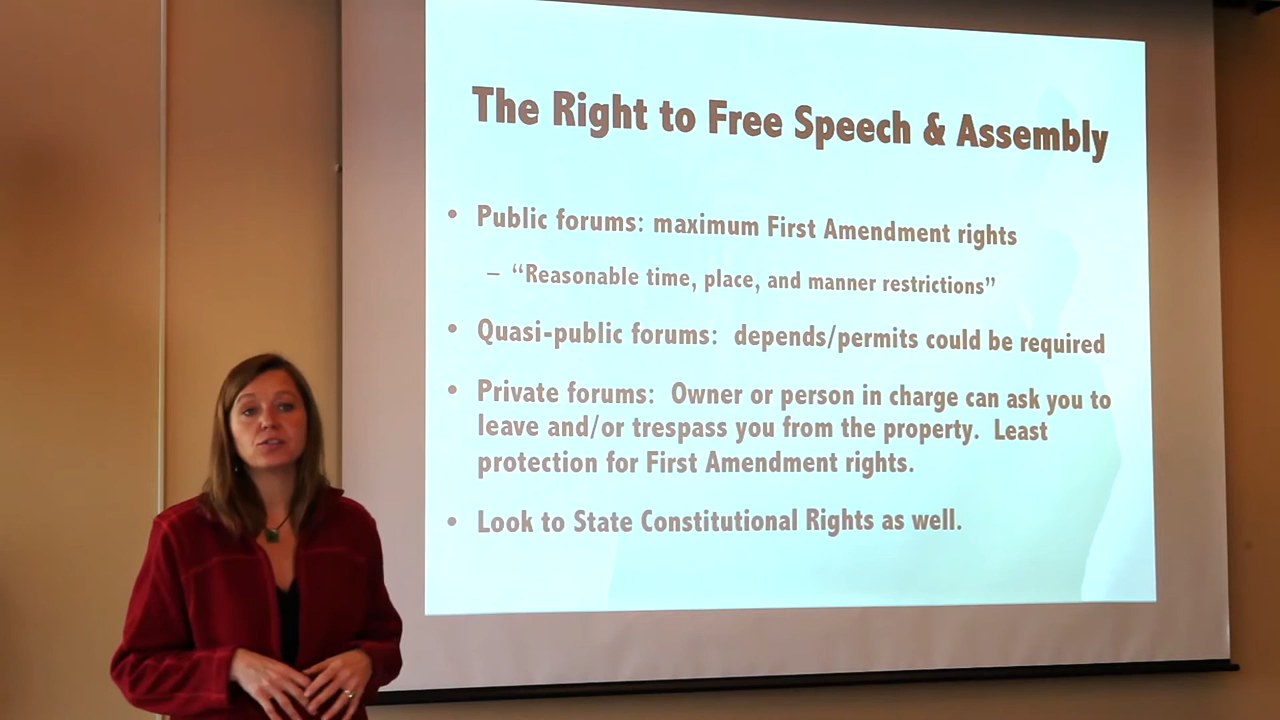 The Right to Free Speech & Assembly
• Public forums: maximum First Amendment rights
– “Reasonable time, place, and manner restrictions”
• Quasi-public forums: depends/permits could be required
• Private forums: Owner or person in charge can ask you to
leave and/or trespass you from the property. Least
protection for First Amendment rights.
• Look to State Constitutional Rights as well.